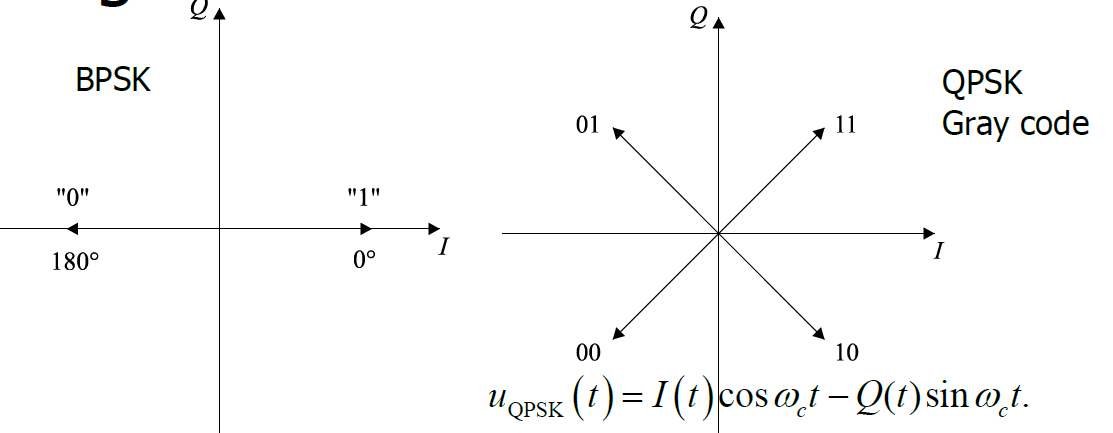 Q
BPSK
"0"
"1"
I
180°
0°
Q
QPSK
Gray code
01
11
I
00
10
u_QPSK(t) = I(t)cos ω_c t − Q(t) sin ω_c t.